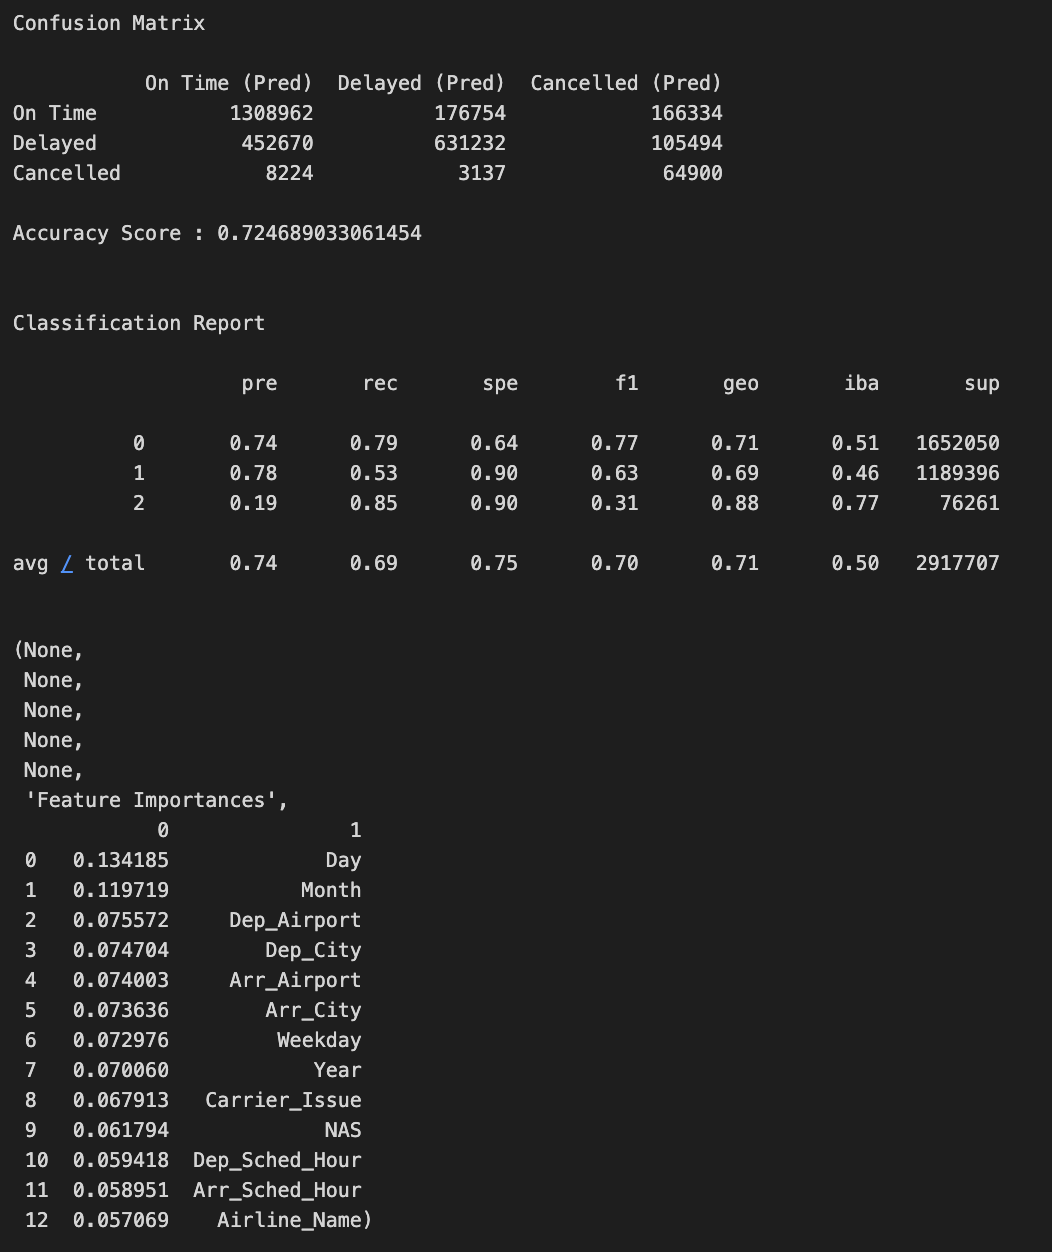 Confusion Matrix
On Time (Pred) Delayed (Pred) Cancelled (Pred)
On Time 1308962 176754 166334
Delayed 452670 631232 105494
Cancelled 8224 3137 64900
Accuracy Score : 0.724689033061454
Classification Report
pre rec spe f1 geo iba sup
0 0.74 0.79 0.64 0.77 0.71 0.51 1652050
1 0.78 0.53 0.90 0.63 0.69 0.46 1189396
2 0.19 0.85 0.90 0.31 0.88 0.77 76261
avg / total 0.74 0.69 0.75 0.70 0.71 0.50 2917707
(None,
None,
None,
None,
None,
'Feature Importances',
0 1
0 0.134185 Day
1 0.119719 Month
2 0.075572 Dep_Airport
3 0.074704 Dep_City
4 0.074003 Arr_Airport
5 0.073636 Arr_City
6 0.072976 Weekday
7 0.070060 Year
8 0.067913 Carrier_Issue
9 0.061794 NAS
10 0.059418 Dep_Sched_Hour
11 0.058951 Arr_Sched_Hour
12 0.057069 Airline_Name)